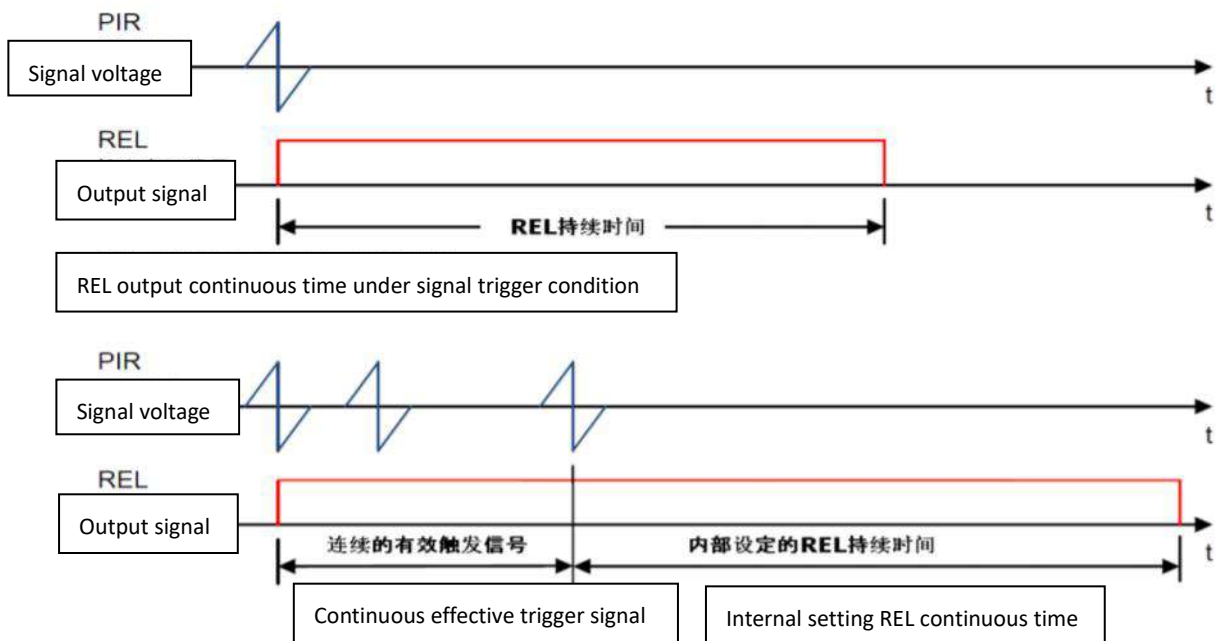 PIR
Signal voltage
t
REL
Output signal
t
REL持续时间
REL output continuous time under signal trigger condition
PIR
Signal voltage
t
REL
Output signal
t
连续的有效触发信号
内部设定的REL持续时间
Continuous effective trigger signal
Internal setting REL continuous time